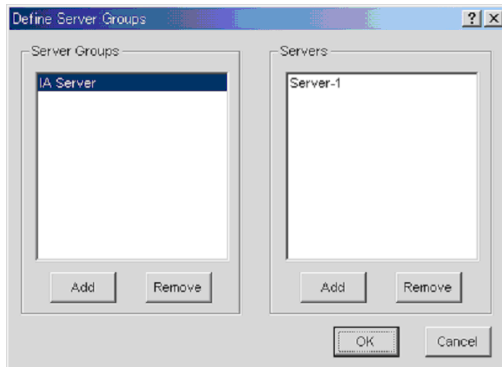 Define Server Groups
? ×
Server Groups
IA Server
Add Remove
Servers
Server-1
Add Remove
OK Cancel